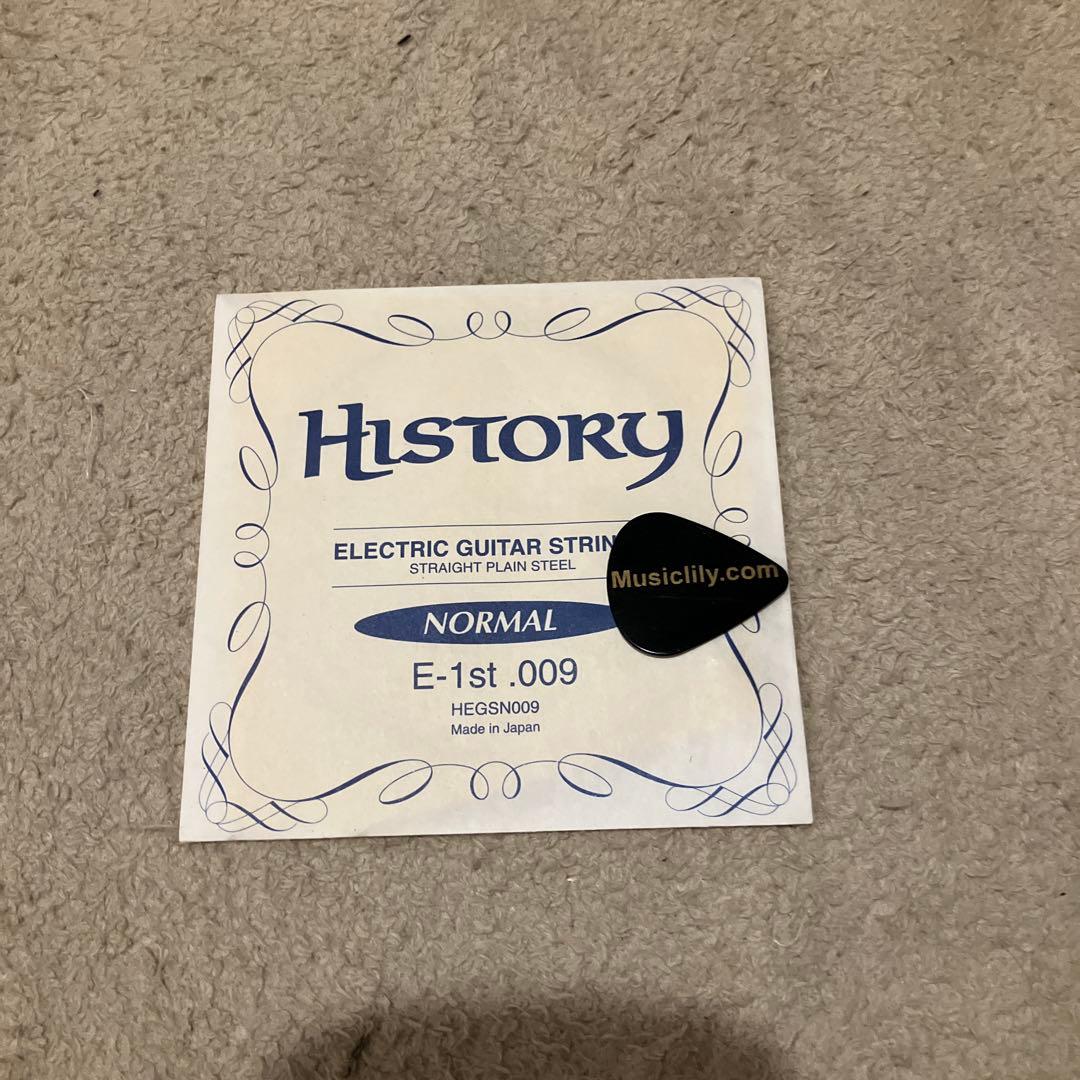 HISTORY
ELECTRIC GUITAR STRIN
STRAIGHT PLAIN STEEL
Musiclily.com
NORMAL
E-1st .009
HEGSN009
Made in Japan